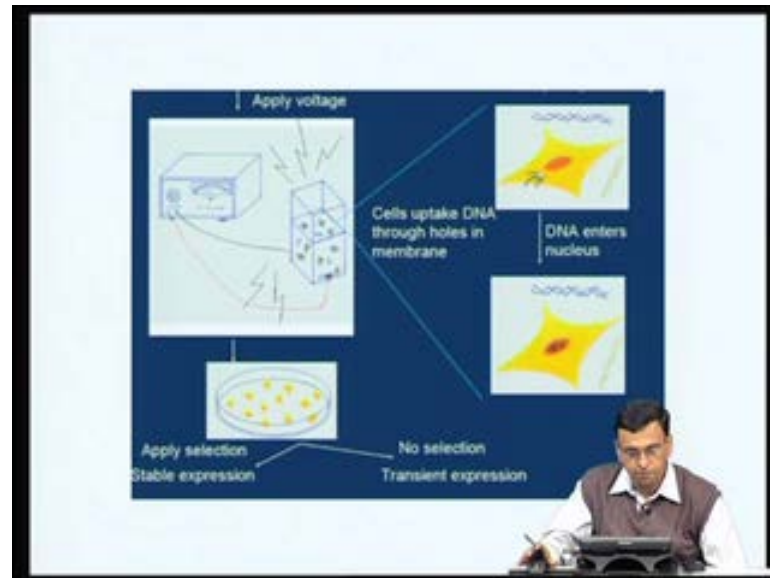 Apply voltage
Cells uptake DNA
through holes in
membrane
DNA enters
nucleus
Apply selection
No selection
Stable expression
Transient expression